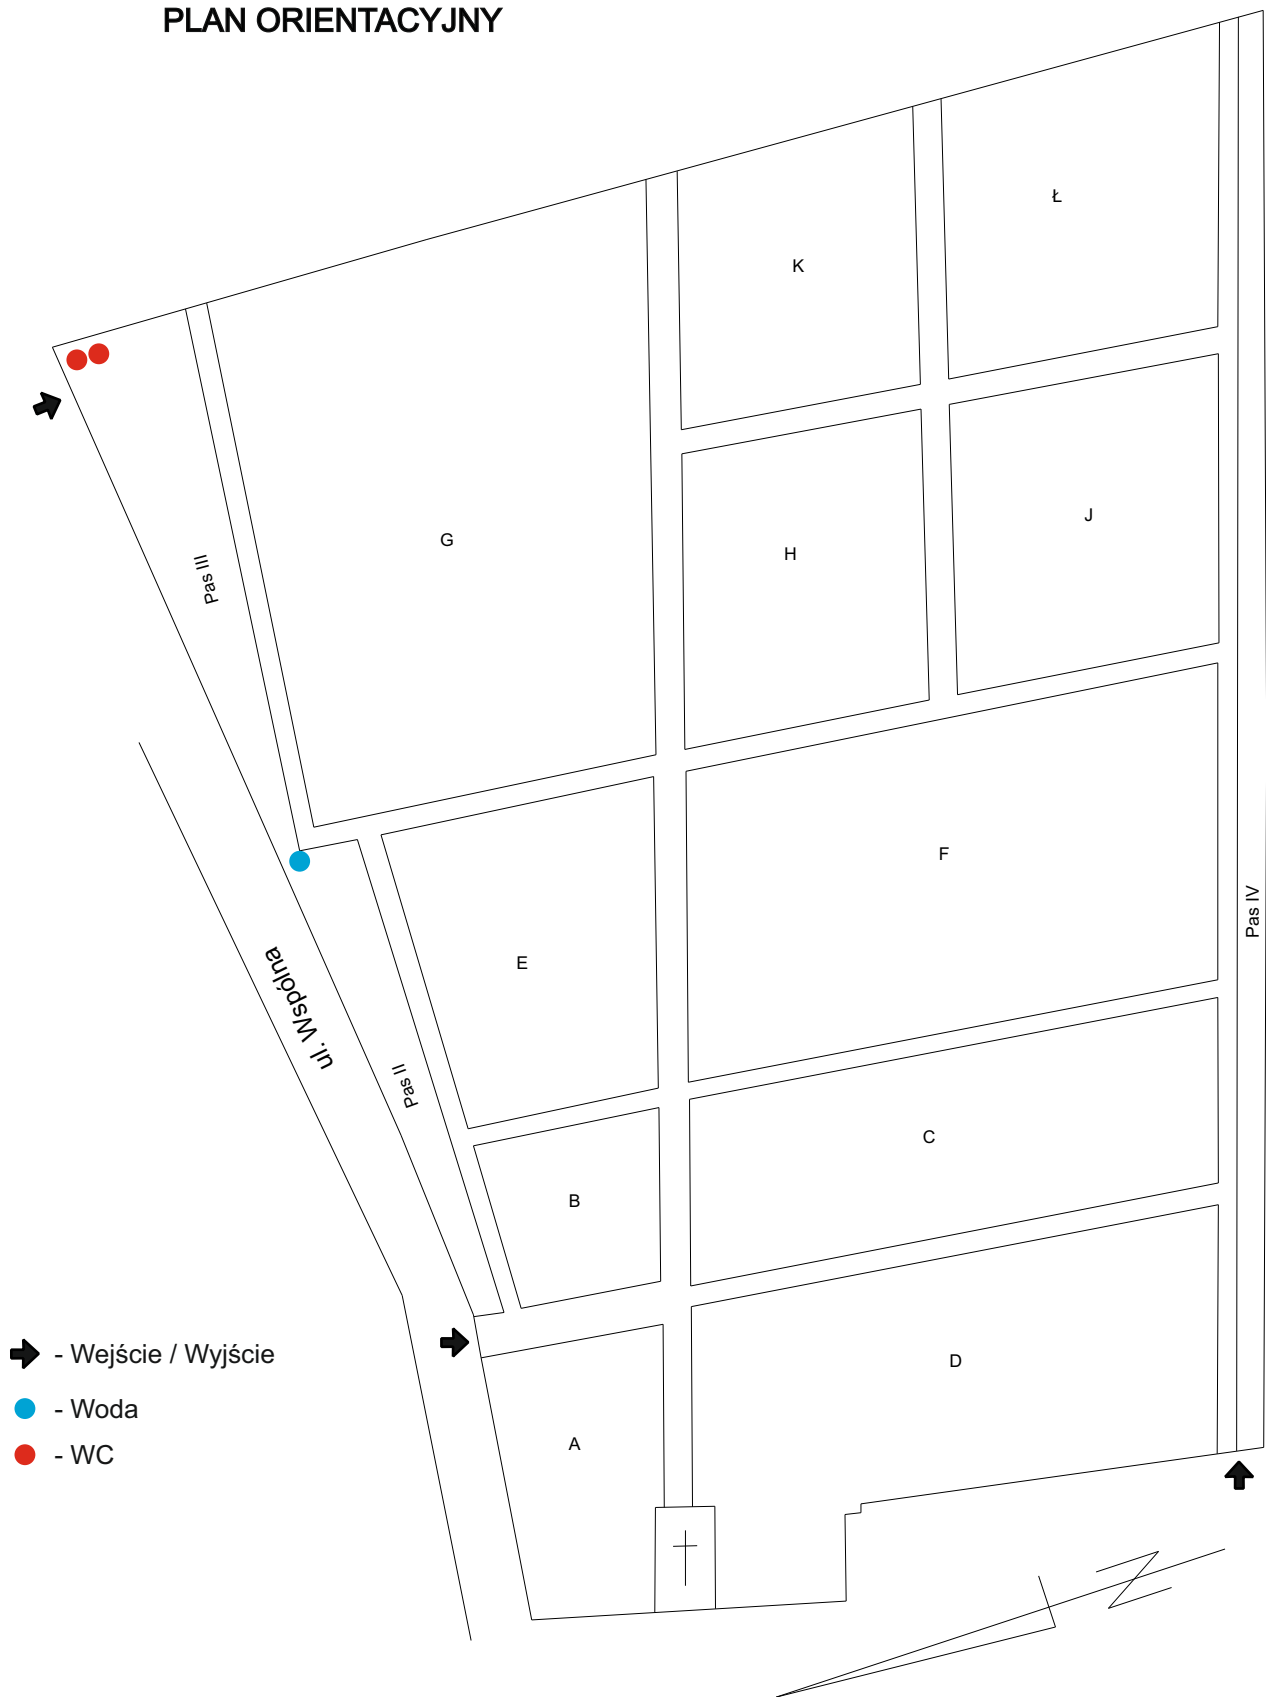 PLAN ORIENTACYJNY
Ł
K
G
J
H
Pas III
F
Pas IV
E
ul. Wspólna
Pas II
C
B
- Wejście / Wyjście
D
- Woda
A
- WC
N